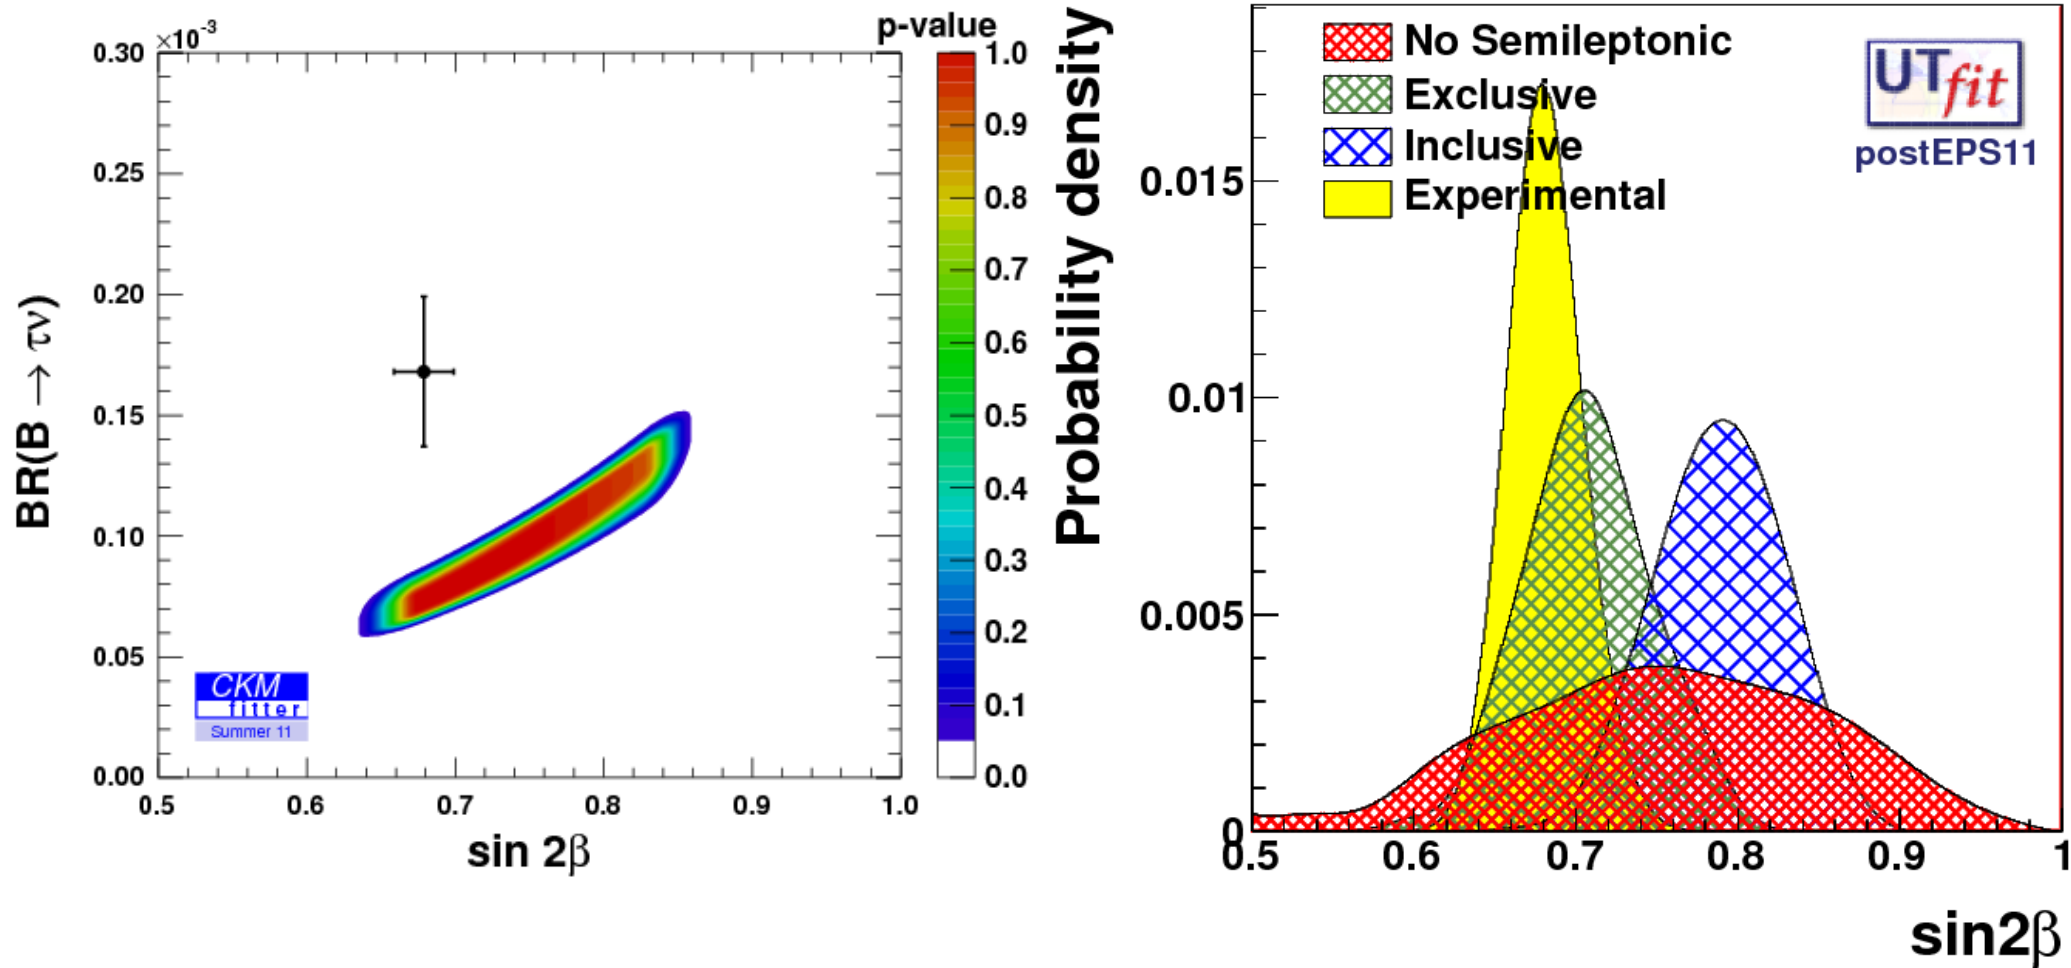 ×10⁻³
p-value
0.30
0.25
0.20
0.15
0.10
0.05
0.00
BR(B → τν)
0.5
0.6
0.7
0.8
0.9
1.0
sin 2β
1.0
0.9
0.8
0.7
0.6
0.5
0.4
0.3
0.2
0.1
0.0
CKM
fitter
Summer 11
Probability density
0.015
0.01
0.005
0
No Semileptonic
Exclusive
Inclusive
Experimental
UTfit
postEPS11
0.5
0.6
0.7
0.8
0.9
1
sin2β